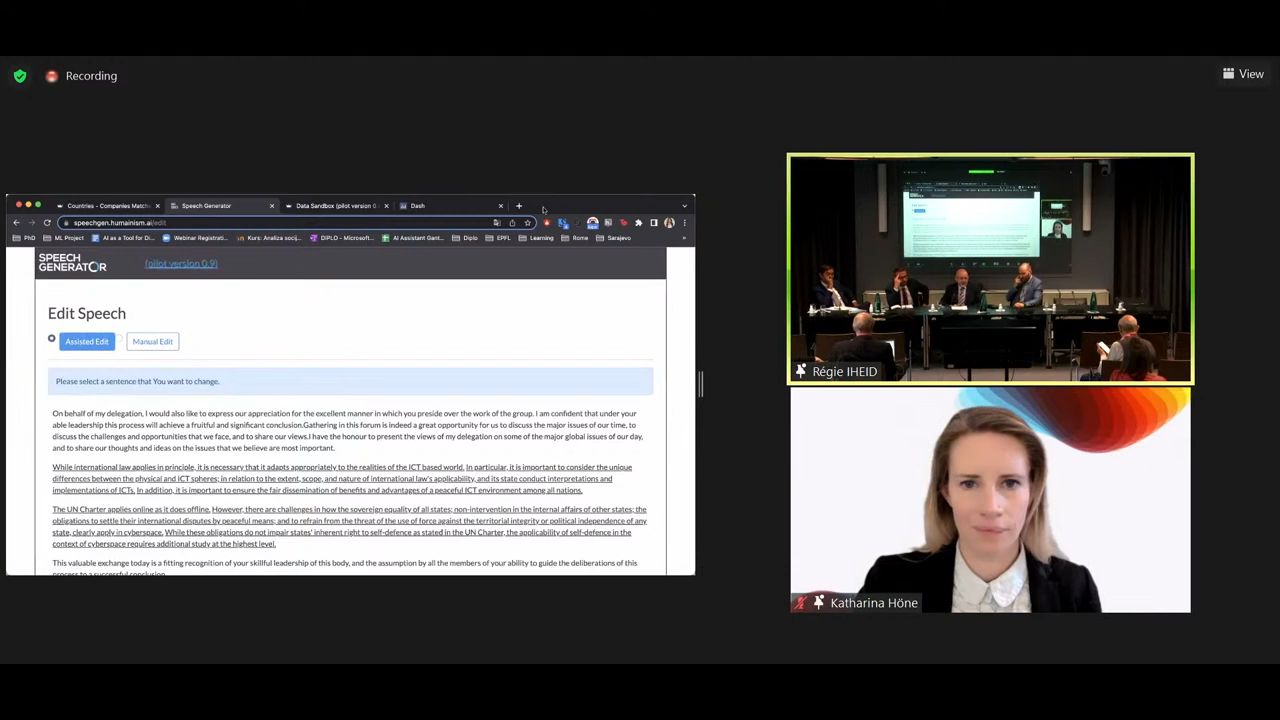 Recording
View
Countries - Companies Matche
Speech Generator
Data Sandbox (pilot version 0.9)
Dash
speechgen.humainism.ai/edit
PhD
ML Project
AI as a Tool for Di...
Webinar Registrati...
Kurs: Analiza socij...
DIPLO - Microsoft...
AI Assistant Gant...
Diplo
EPFL
Learning
Rome
Sarajevo
SPEECH
GENERATOR
(pilot version 0.9)
Edit Speech
Assisted Edit
Manual Edit
Please select a sentence that You want to change.
On behalf of my delegation, I would also like to express our appreciation for the excellent manner in which you preside over the work of the group. I am confident that under your
able leadership this process will achieve a fruitful and significant conclusion.Gathering in this forum is indeed a great opportunity for us to discuss the major issues of our time, to
discuss the challenges and opportunities that we face, and to share our views.I have the honour to present the views of my delegation on some of the major global issues of our day,
and to share our thoughts and ideas on the issues that we believe are most important.
While international law applies in principle, it is necessary that it adapts appropriately to the realities of the ICT based world. In particular, it is important to consider the unique
differences between the physical and ICT spheres; in relation to the extent, scope, and nature of international law's applicability, and its state conduct interpretations and
implementations of ICTs. In addition, it is important to ensure the fair dissemination of benefits and advantages of a peaceful ICT environment among all nations.
The UN Charter applies online as it does offline. However, there are challenges in how the sovereign equality of all states; non-intervention in the internal affairs of other states; the
obligations to settle their international disputes by peaceful means; and to refrain from the threat of the use of force against the territorial integrity or political independence of any
state, clearly apply in cyberspace. While these obligations do not impair states' inherent right to self-defence as stated in the UN Charter, the applicability of self-defence in the
context of cyberspace requires additional study at the highest level.
This valuable exchange today is a fitting recognition of your skillful leadership of this body, and the assumption by all the members of your ability to guide the deliberations of this
process to a successful conclusion.
Régie IHEID
Katharina Höne